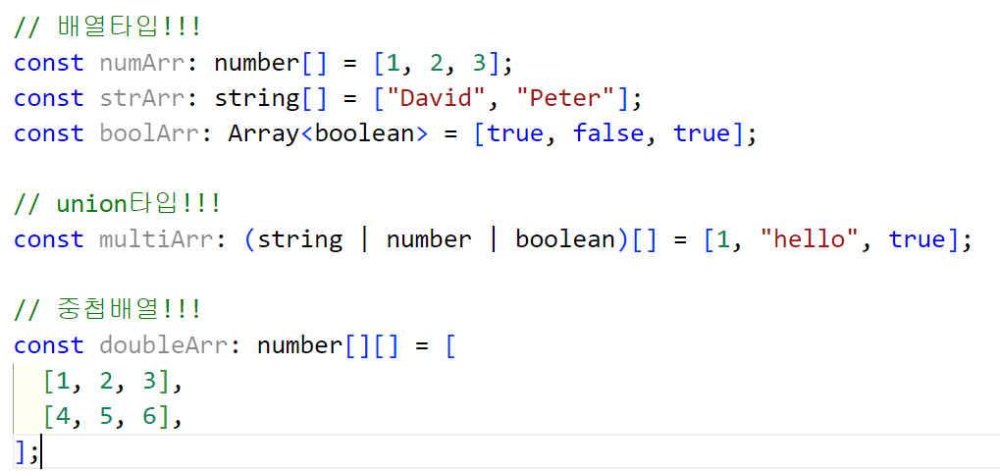 // 배열타입!!!
const numArr: number[] = [1, 2, 3];
const strArr: string[] = ["David", "Peter"];
const boolArr: Array<boolean> = [true, false, true];
// union타입!!!
const multiArr: (string | number | boolean)[] = [1, "hello", true];
// 중첩배열!!!
const doubleArr: number[][] = [
[1, 2, 3],
[4, 5, 6],
];